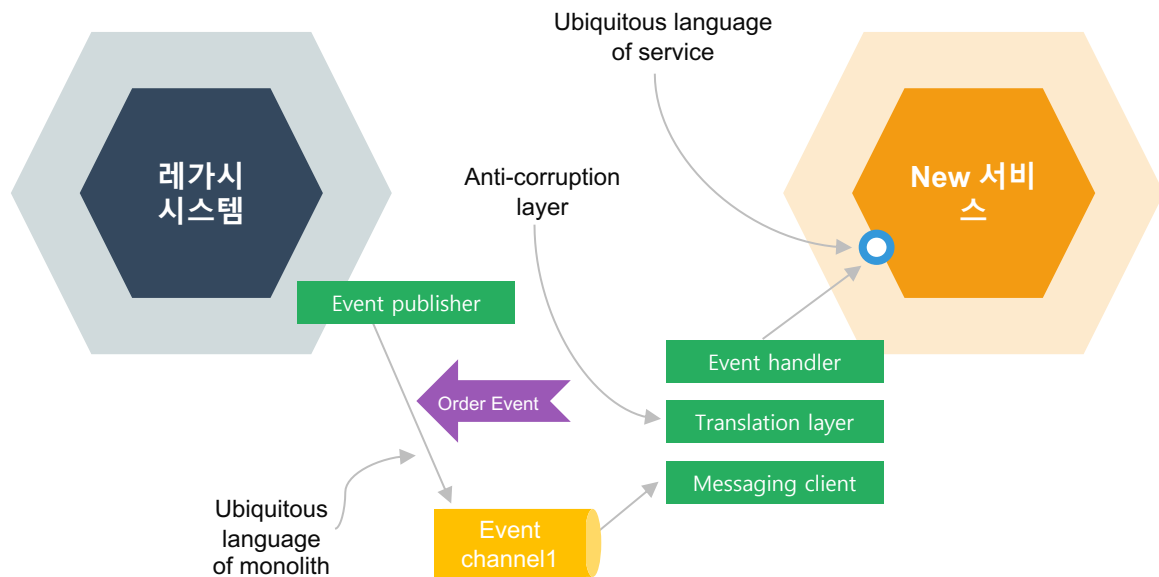 Ubiquitous language
of service
레가시
시스템
Anti-corruption
layer
New 서비
스
Event publisher
Event handler
Order Event
Translation layer
Messaging client
Ubiquitous
language
of monolith
Event
channel1